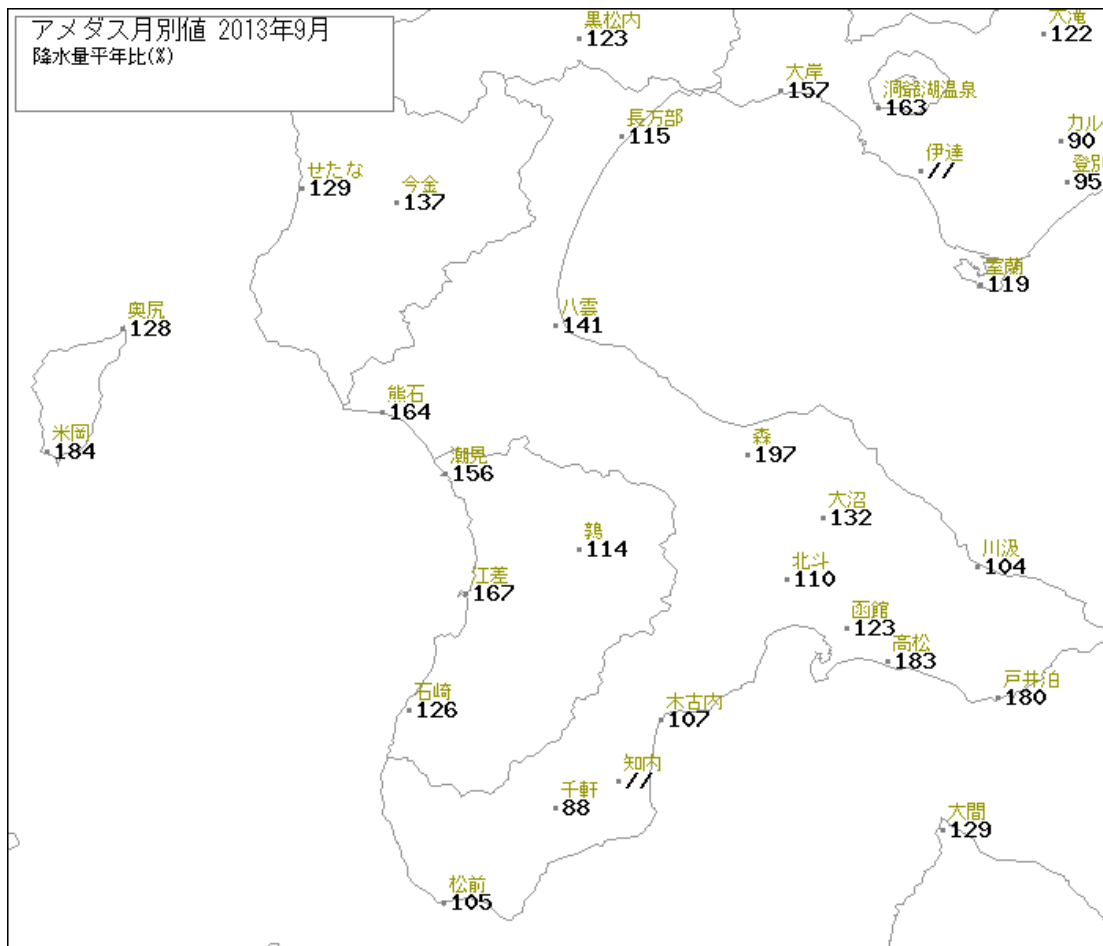 アメダス月別値 2013年9月
降水量平年比(%)
黒松内
123
大滝
122
大岸
157
洞爺湖温泉
163
長万部
115
カル
90
伊達
//
登別
95
せたな
129
今金
137
室蘭
119
奥尻
128
八雲
141
熊石
164
米岡
184
潮見
156
森
197
大沼
132
鶉
114
川汲
104
北斗
110
江差
167
函館
123
高松
183
戸井泊
180
石崎
126
木古内
107
知内
//
千軒
88
大間
129
松前
105